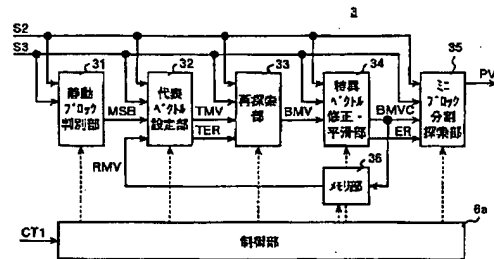 3
S2
S3
31
32
33
34
35
静動
ブロック
判別部
MSB
代表
ベクトル
設定部
TMV
TER
再探索
部
BMV
特異
ベクトル
修正・
平滑部
BMVC
ER
ミニ
ブロック
分割
探索部
PV
RMV
36
メモリ部
6a
CT1
制御部